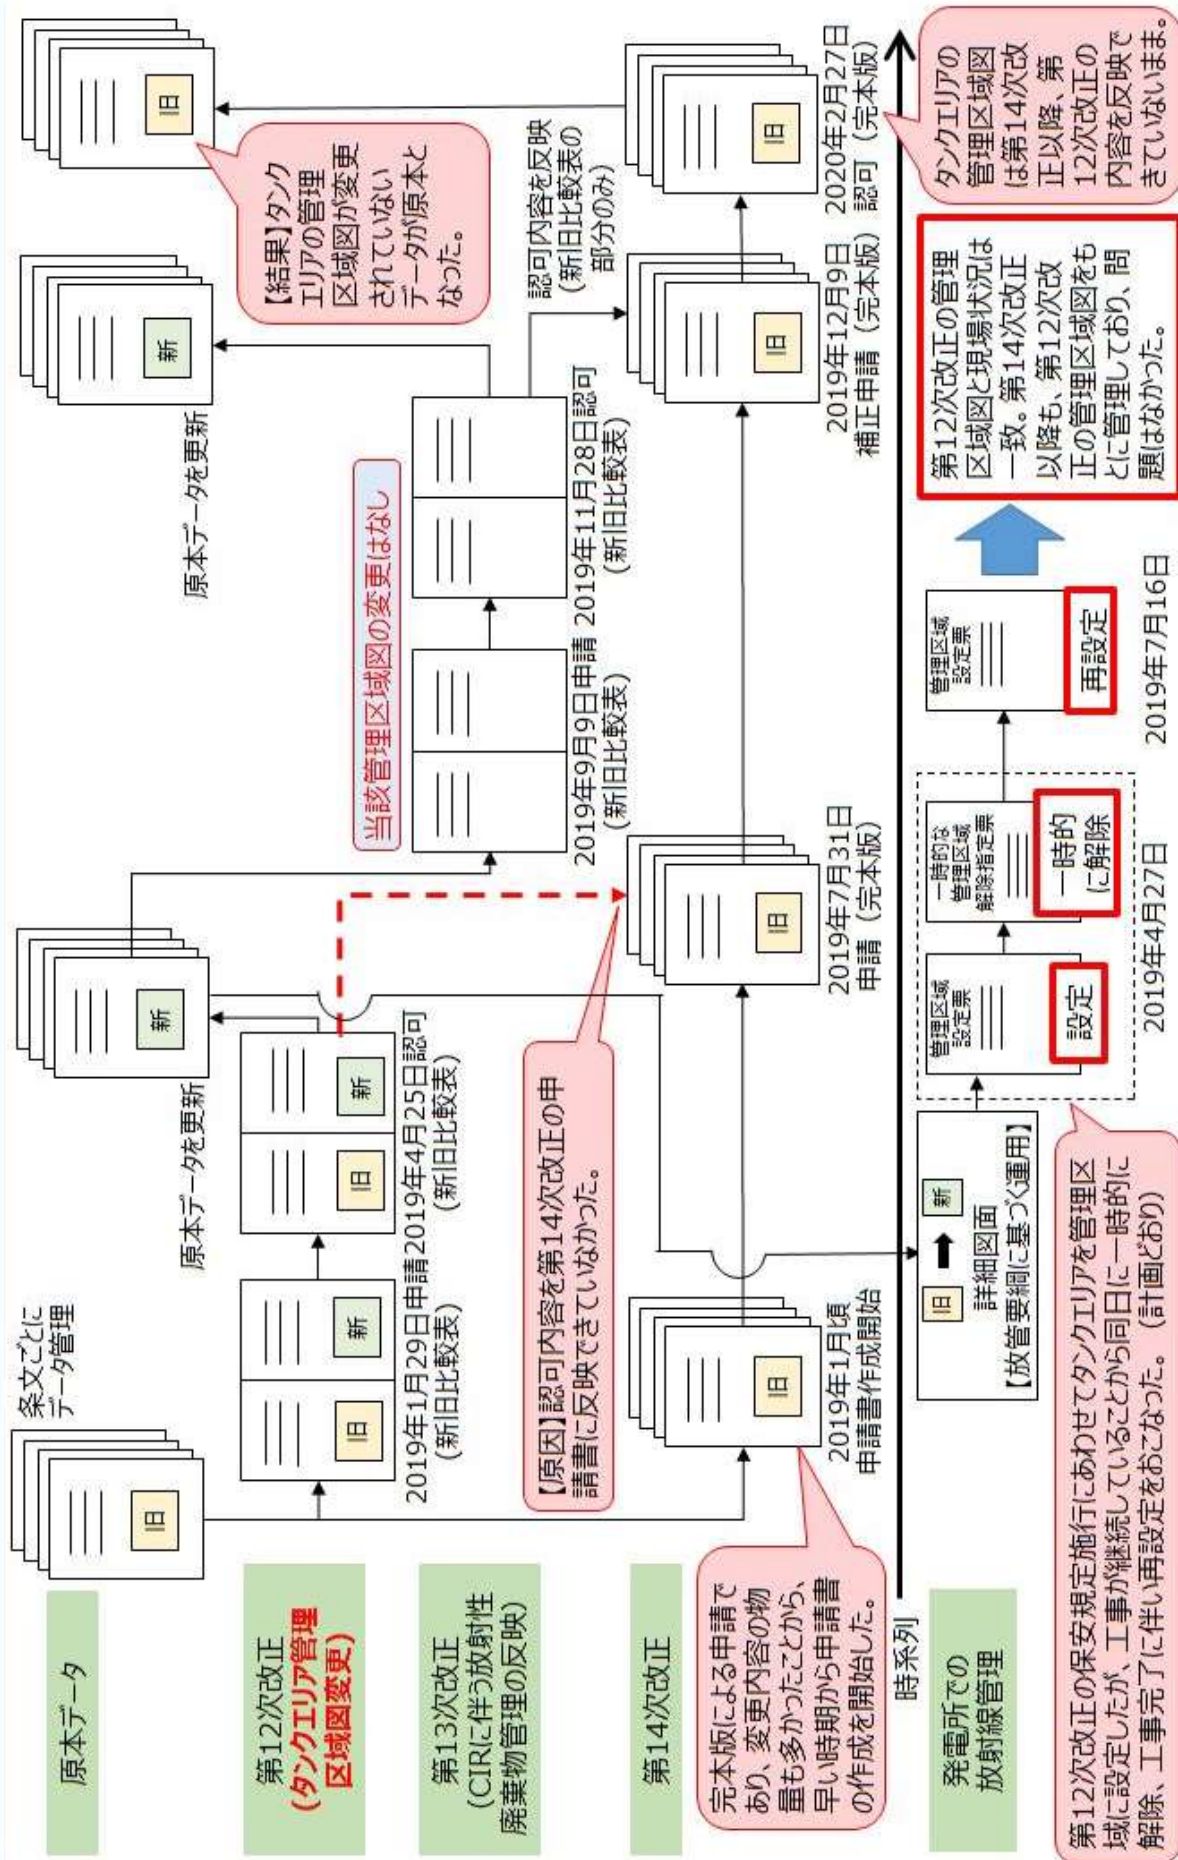 原本データ
条文ごとに
データ管理
旧
原本データを更新
新
原本データを更新
新
旧
【結果】タンク
エリアの管理
区域図が変更
されていない
データが原本と
なった。
第12次改正
(タンクエリア管理
区域図変更)
旧
新
2019年1月29日申請
(新旧比較表)
旧
新
2019年4月25日認可
(新旧比較表)
第13次改正
(CIRに伴う放射性
廃棄物管理の反映)
当該管理区域図の変更はなし
2019年9月9日申請
(新旧比較表)
2019年11月28日認可
(新旧比較表)
認可内容を反映
(新旧比較表の
部分のみ)
【原因】認可内容を第14次改正の申
請書に反映できていなかった。
第14次改正
旧
2019年1月頃
申請書作成開始
旧
2019年7月31日
申請（完本版）
旧
2019年12月9日
補正申請（完本版）
旧
2020年2月27日
認可（完本版）
完本版による申請で
あり、変更内容の物
量も多かったことから、
早い時期から申請書
の作成を開始した。
時系列
発電所での
放射線管理
旧
新
詳細図面
【放管要綱に基づく運用】
管理区域
設定票
設定
一時的な
管理区域
解除指定票
一時的
に解除
2019年4月27日
管理区域
設定票
再設定
2019年7月16日
第12次改正の管理
区域図と現場状況は
一致。第14次改正
以降も、第12次改
正の管理区域図をも
とに管理しており、問
題はなかった。
タンクエリアの
管理区域図
は第14次改
正以降、第
12次改正の
内容を反映で
きていないまま。
第12次改正の保安規定施行にあわせてタンクエリアを管理区
域に設定したが、工事が継続していることから同日に一時的に
解除、工事完了に伴い再設定をおこなった。（計画どおり）